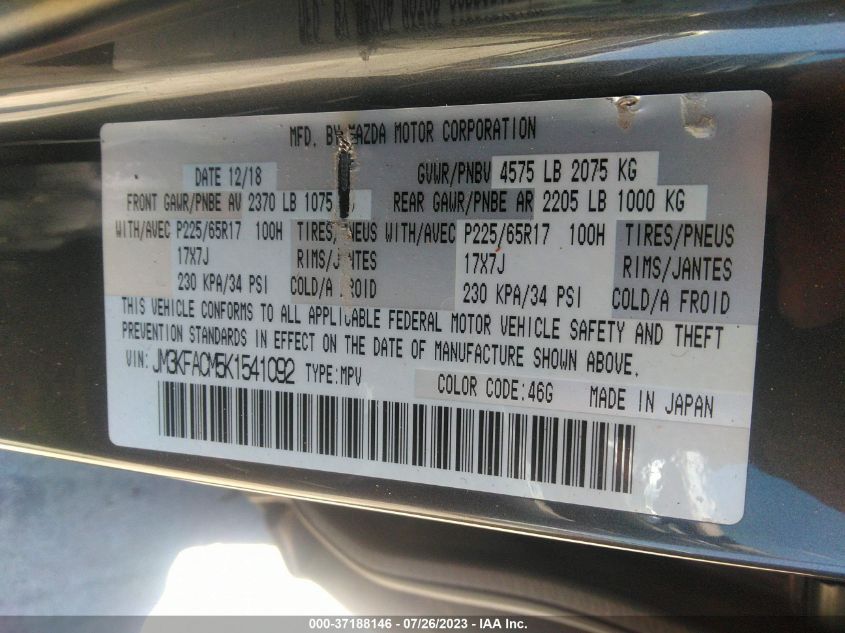 MFD. BY MAZDA MOTOR CORPORATION
DATE 12/18 GVWR/PNBV 4575 LB 2075 KG
FRONT GAWR/PNBE AV 2370 LB 1075 REAR GAWR/PNBE AR 2205 LB 1000 KG
WITH/AVEC P225/65R17 100H TIRES/PNEUS WITH/AVEC P225/65R17 100H TIRES/PNEUS
17X7J RIMS/JANTES 17X7J RIMS/JANTES
230 KPA/34 PSI COLD/A FROID 230 KPA/34 PSI COLD/A FROID
THIS VEHICLE CONFORMS TO ALL APPLICABLE FEDERAL MOTOR VEHICLE SAFETY AND THEFT
PREVENTION STANDARDS IN EFFECT ON THE DATE OF MANUFACTURE SHOWN ABOVE.
VIN: JM3KFACM5K1541092 TYPE:MPV COLOR CODE:46G MADE IN JAPAN
000-37188146 - 07/26/2023 - IAA Inc.